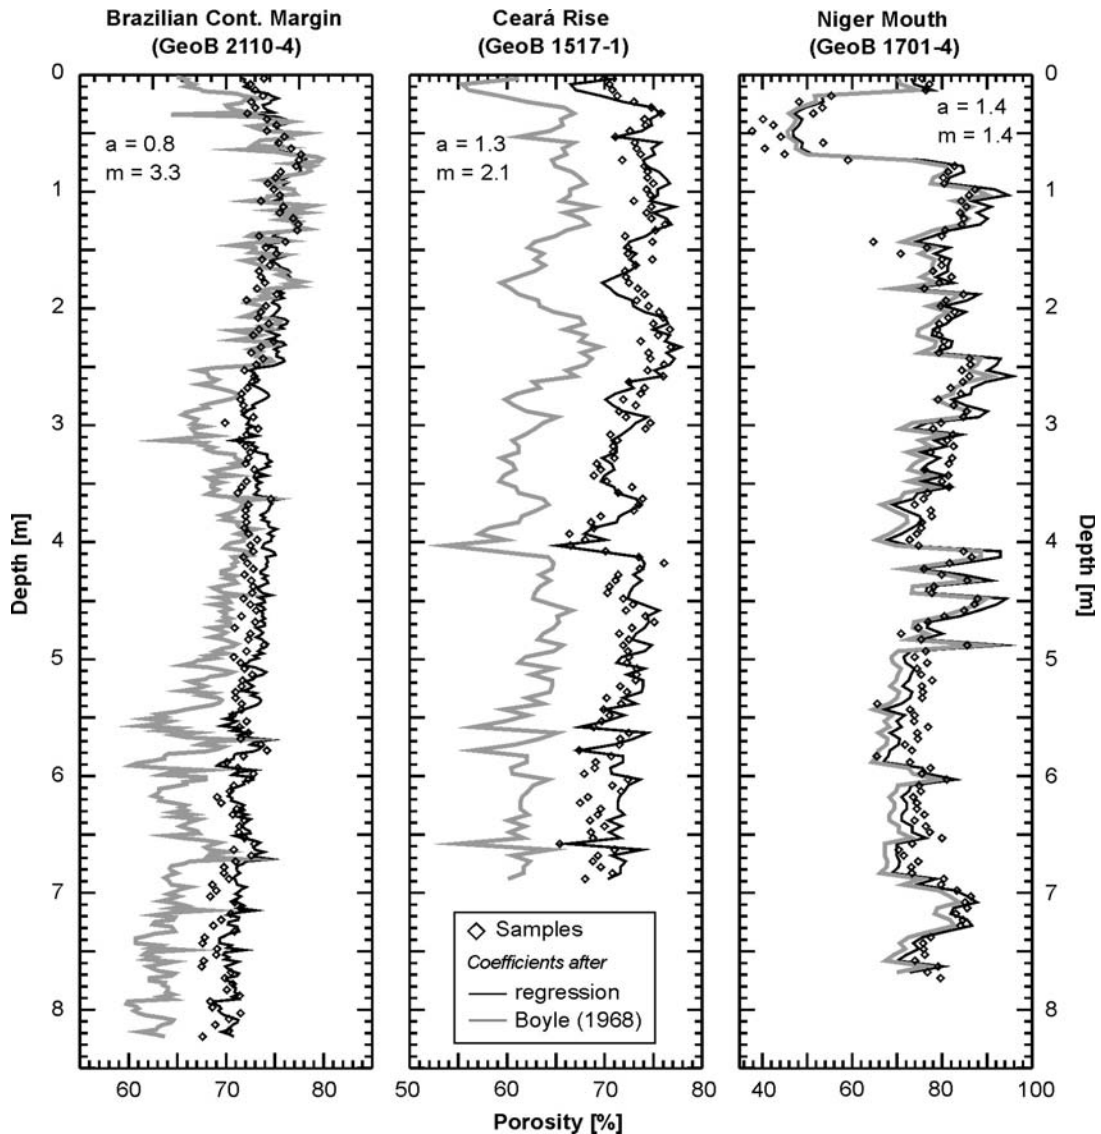 Brazilian Cont. Margin
(GeoB 2110-4)
Ceará Rise
(GeoB 1517-1)
Niger Mouth
(GeoB 1701-4)
0
1
2
3
4
5
6
7
8
Depth [m]
a = 0.8
m = 3.3
a = 1.3
m = 2.1
a = 1.4
m = 1.4
0
1
2
3
4
5
6
7
8
Depth
[m]
Samples
Coefficients after
regression
Boyle (1968)
60 70 80
50 60 70 80
40 60 80 100
Porosity [%]